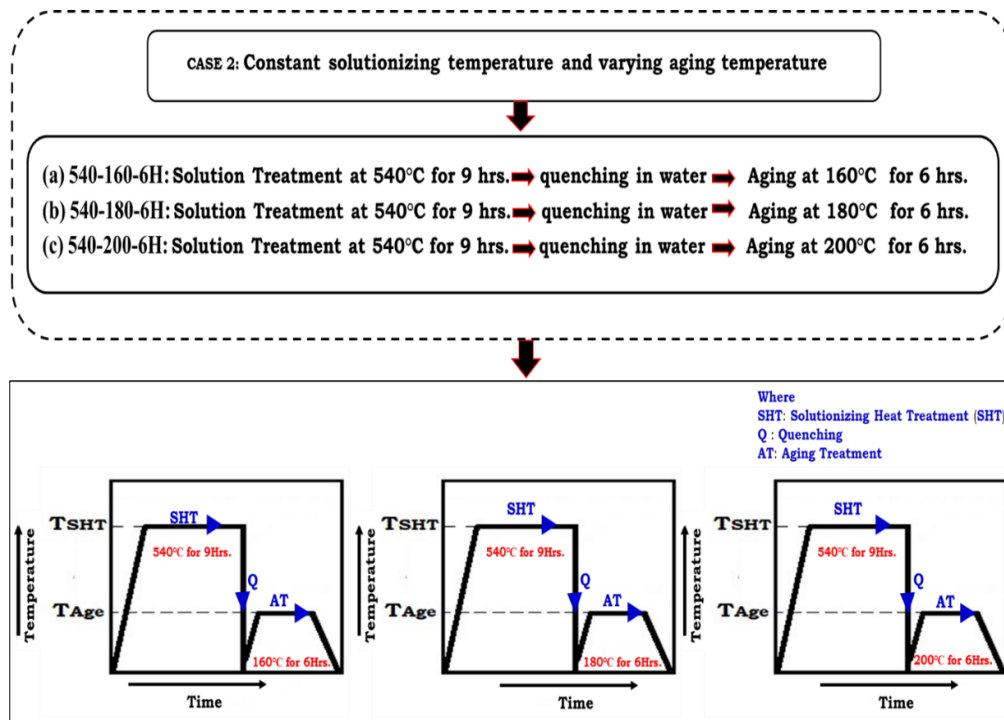 CASE 2: Constant solutionizing temperature and varying aging temperature
(a) 540-160-6H: Solution Treatment at 540°C for 9 hrs. quenching in water Aging at 160°C for 6 hrs.
(b) 540-180-6H: Solution Treatment at 540°C for 9 hrs. quenching in water Aging at 180°C for 6 hrs.
(c) 540-200-6H: Solution Treatment at 540°C for 9 hrs. quenching in water Aging at 200°C for 6 hrs.
Where
SHT: Solutionizing Heat Treatment (SHT)
Q : Quenching
AT: Aging Treatment
Temperature
TSHT
SHT
540°C for 9Hrs.
Q
TAge
AT
160°C for 6Hrs.
Time
Temperature
TSHT
SHT
540°C for 9Hrs.
Q
TAge
AT
180°C for 6Hrs.
Time
Temperature
TSHT
SHT
540°C for 9Hrs.
Q
TAge
AT
200°C for 6Hrs.
Time